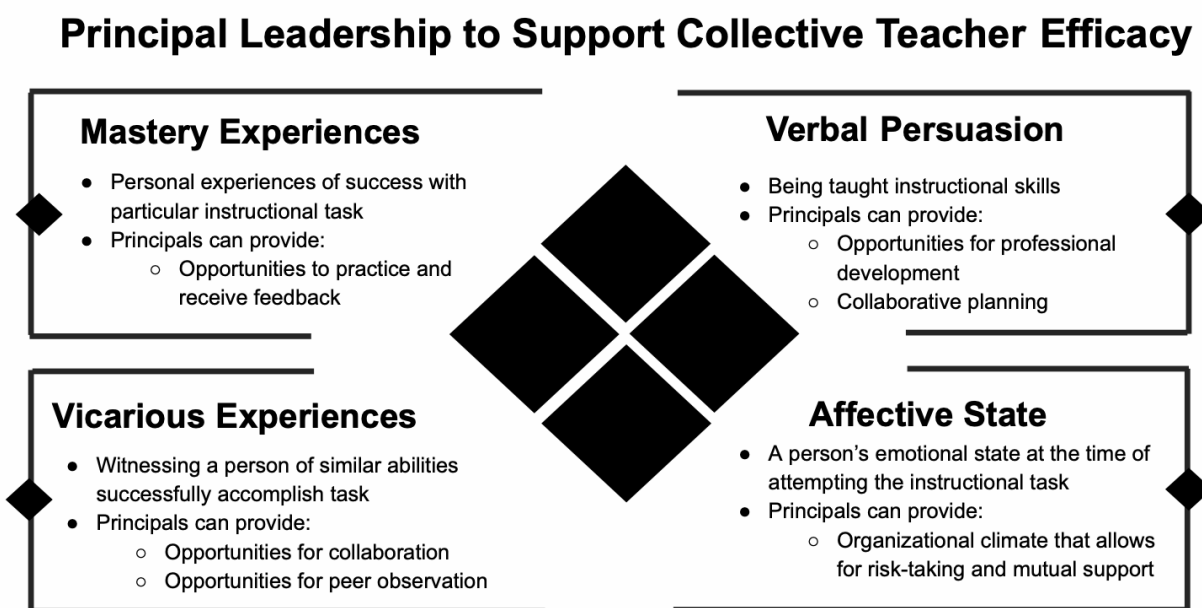 Principal Leadership to Support Collective Teacher Efficacy
Mastery Experiences
● Personal experiences of success with
particular instructional task
● Principals can provide:
○ Opportunities to practice and
receive feedback
Verbal Persuasion
● Being taught instructional skills
● Principals can provide:
○ Opportunities for professional
development
○ Collaborative planning
Vicarious Experiences
● Witnessing a person of similar abilities
successfully accomplish task
● Principals can provide:
○ Opportunities for collaboration
○ Opportunities for peer observation
Affective State
● A person’s emotional state at the time of
attempting the instructional task
● Principals can provide:
○ Organizational climate that allows
for risk-taking and mutual support